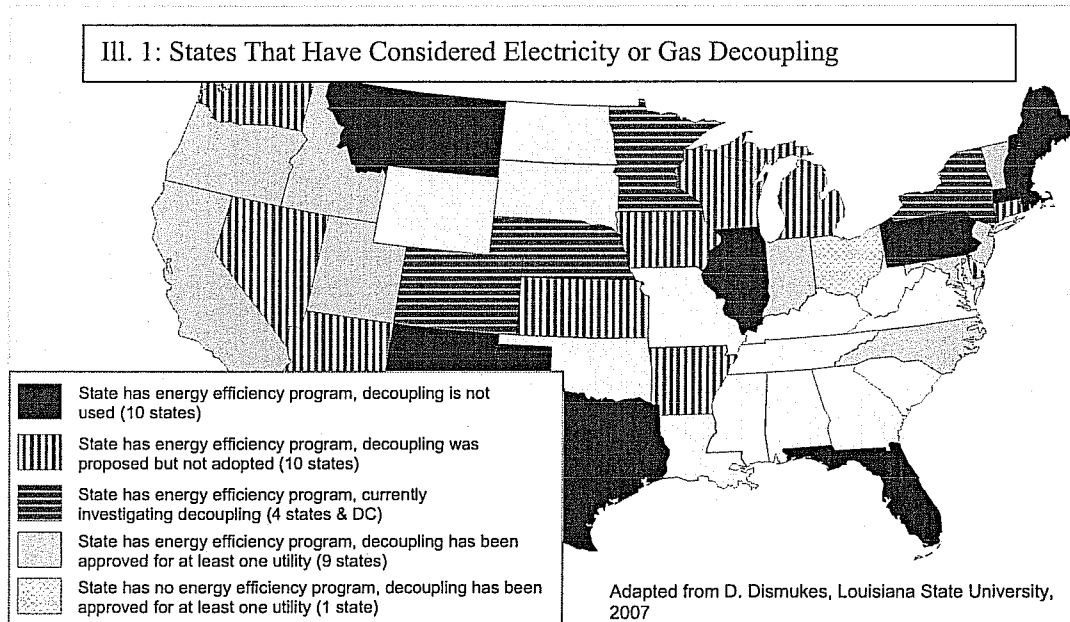 Ill. 1: States That Have Considered Electricity or Gas Decoupling
State has energy efficiency program, decoupling is not
used (10 states)
State has energy efficiency program, decoupling was
proposed but not adopted (10 states)
State has energy efficiency program, currently
investigating decoupling (4 states & DC)
State has energy efficiency program, decoupling has been
approved for at least one utility (9 states)
State has no energy efficiency program, decoupling has been
approved for at least one utility (1 state)
Adapted from D. Dismukes, Louisiana State University,
2007